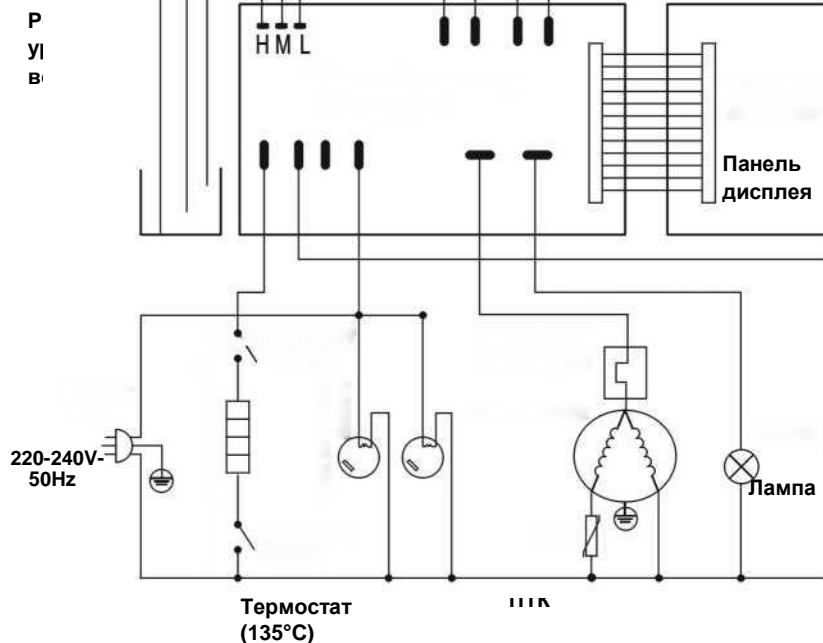 H M L
Панель
дисплея
220-240V-
50Hz
Лампа
Термостат
(135°C)